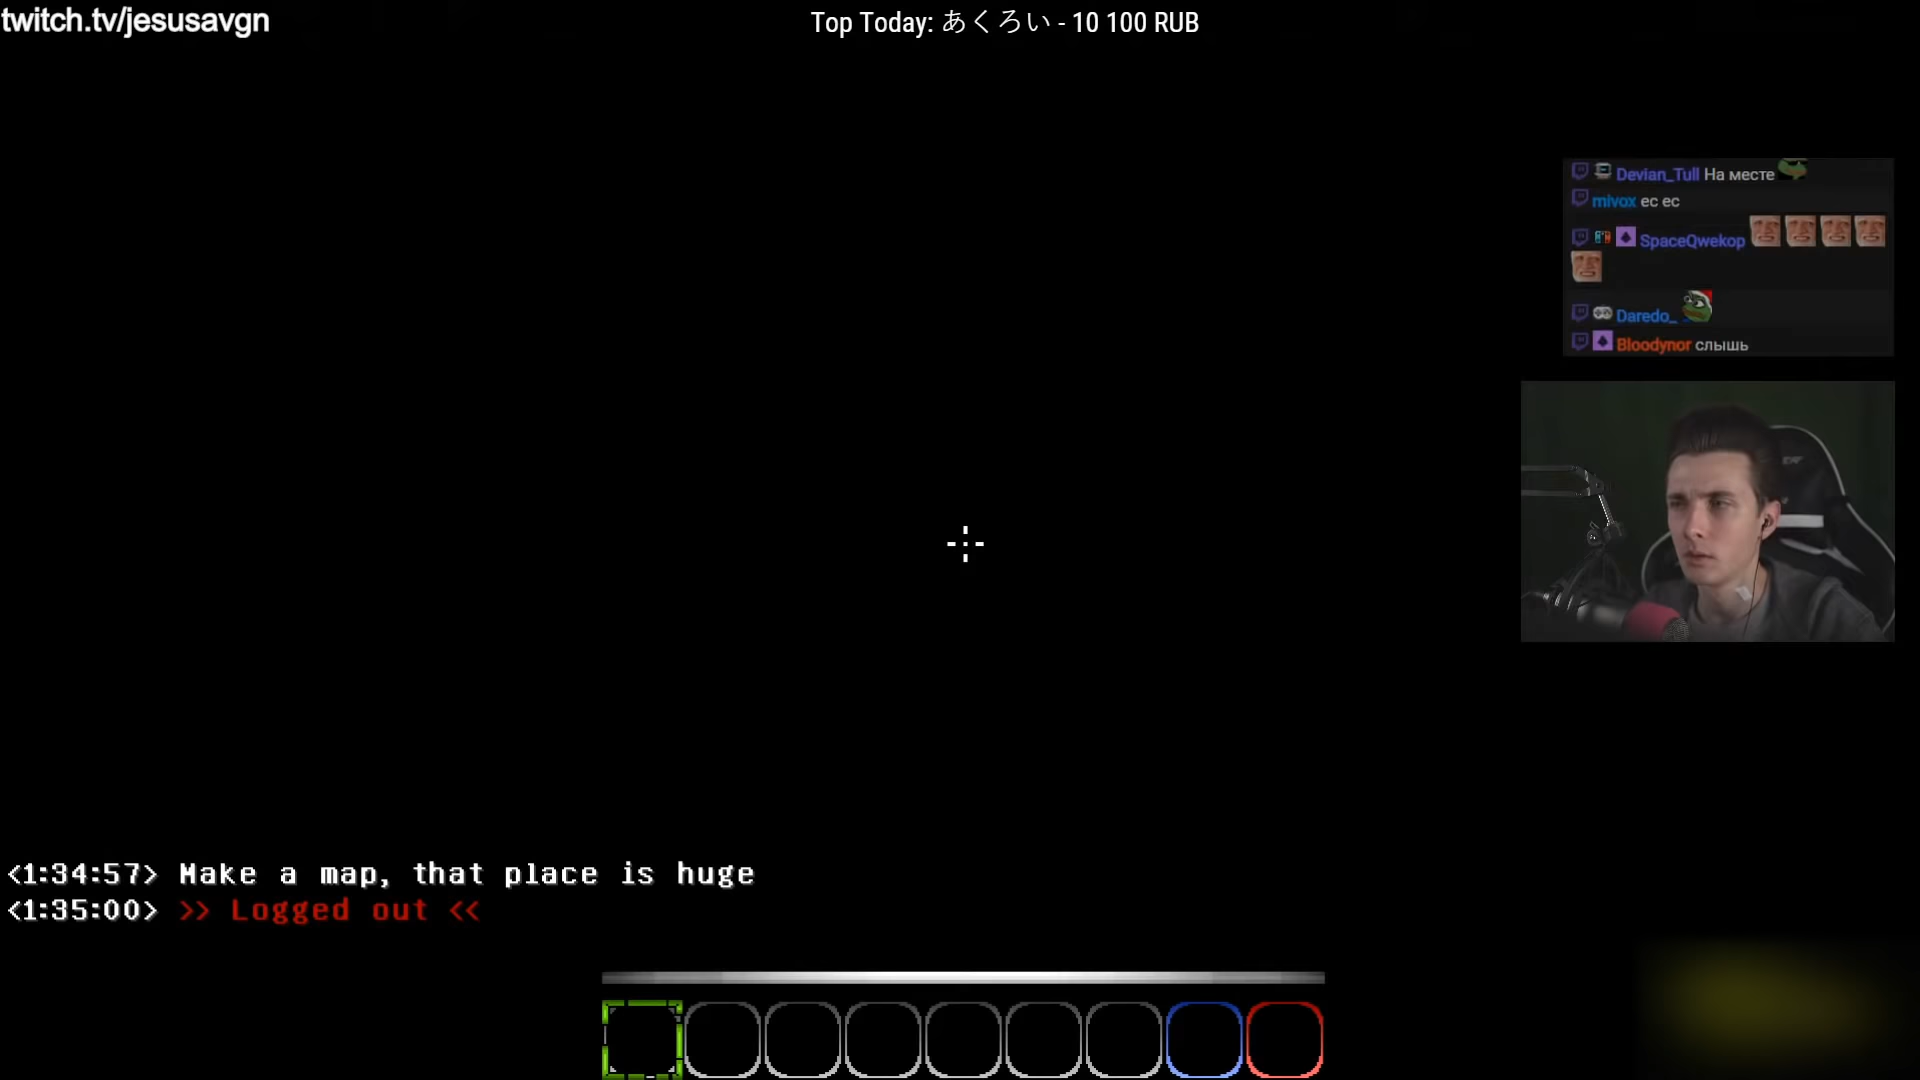 twitch.tv/jesusavgn
Top Today: あくろい - 10 100 RUB
Devian_Tull На месте
mivox ес ес
SpaceQwekop
Daredo_
Bloodynor слышь
<1:34:57> Make a map, that place is huge
<1:35:00> >> Logged out <<